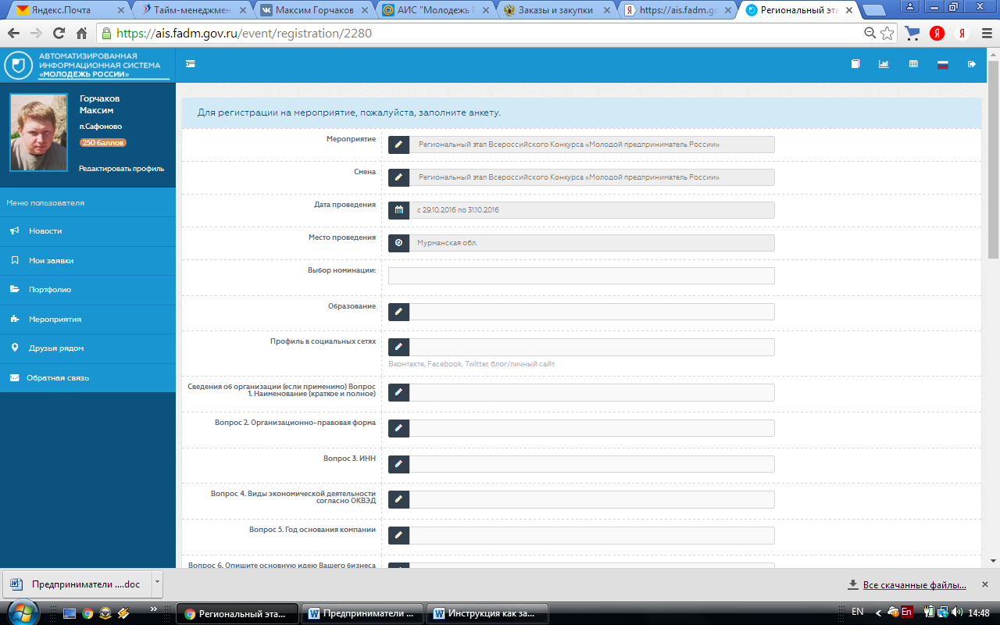 Яндекс.Почта
Тайм-менеджмен
Максим Горчаков
АИС "Молодежь Р
Заказы и закупки
https://ais.fadm.gc
Региональный эта
https://ais.fadm.gov.ru/event/registration/2280
АВТОМАТИЗИРОВАННАЯ
ИНФОРМАЦИОННАЯ СИСТЕМА
«МОЛОДЕЖЬ РОССИИ»
Горчаков
Максим
п.Сафоново
250 баллов
Редактировать профиль
Меню пользователя
Новости
Мои заявки
Портфолио
Мероприятия
Друзья рядом
Обратная связь
Для регистрации на мероприятие, пожалуйста, заполните анкету.
Мероприятие
Региональный этап Всероссийского Конкурса «Молодой предприниматель России»
Смена
Региональный этап Всероссийского Конкурса «Молодой предприниматель России»
Дата проведения
с 29.10.2016 по 31.10.2016
Место проведения
Мурманская обл.
Выбор номинации:
Образование
Профиль в социальных сетях
Вконтакте, Facebook, Twitter, блог/личный сайт
Сведения об организации (если применимо) Вопрос
1. Наименование (краткое и полное)
Вопрос 2. Организационно-правовая форма
Вопрос 3. ИНН
Вопрос 4. Виды экономической деятельности
согласно ОКВЭД
Вопрос 5. Год основания компании
Вопрос 6. Опишите основную идею Вашего бизнеса
Предприниматели ....doc
Все скачанные файлы...
Региональный эта...
Предприниматели ...
Инструкция как за...
EN
En
14:48